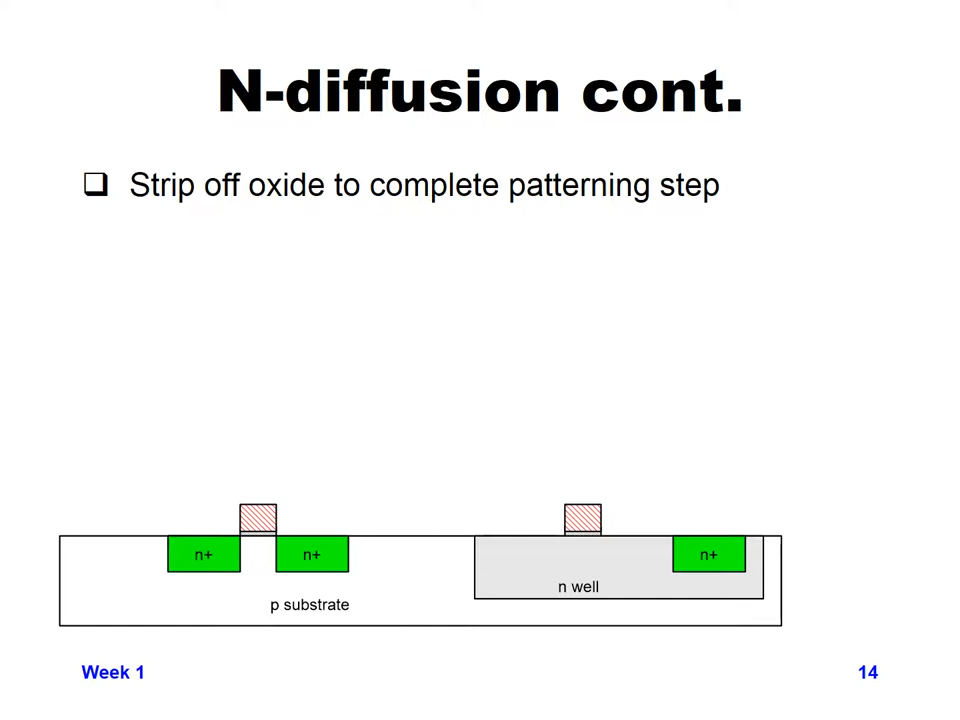 N-diffusion cont.
Strip off oxide to complete patterning step
n+ n+ n+
n well
p substrate
Week 1 14